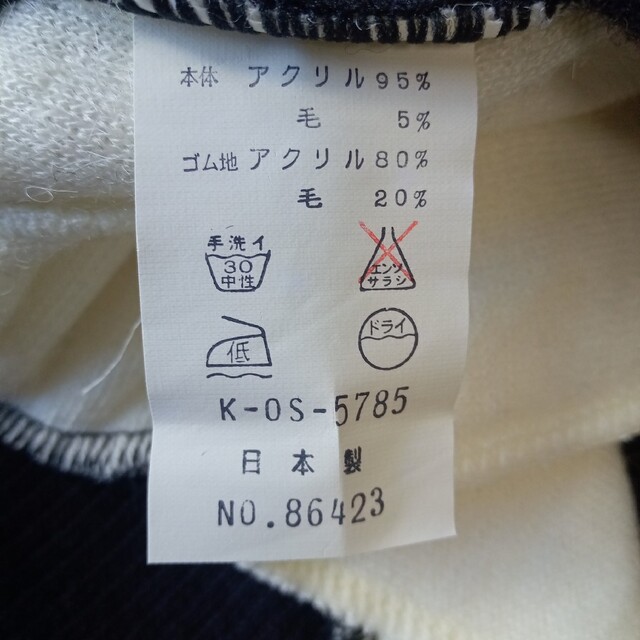 本体 アクリル95%
毛 5%
ゴム地 アクリル80%
毛 20%
手洗イ
30
中性
エンソ
サラシ
低
ドライ
K-OS-5785
日本製
NO.86423